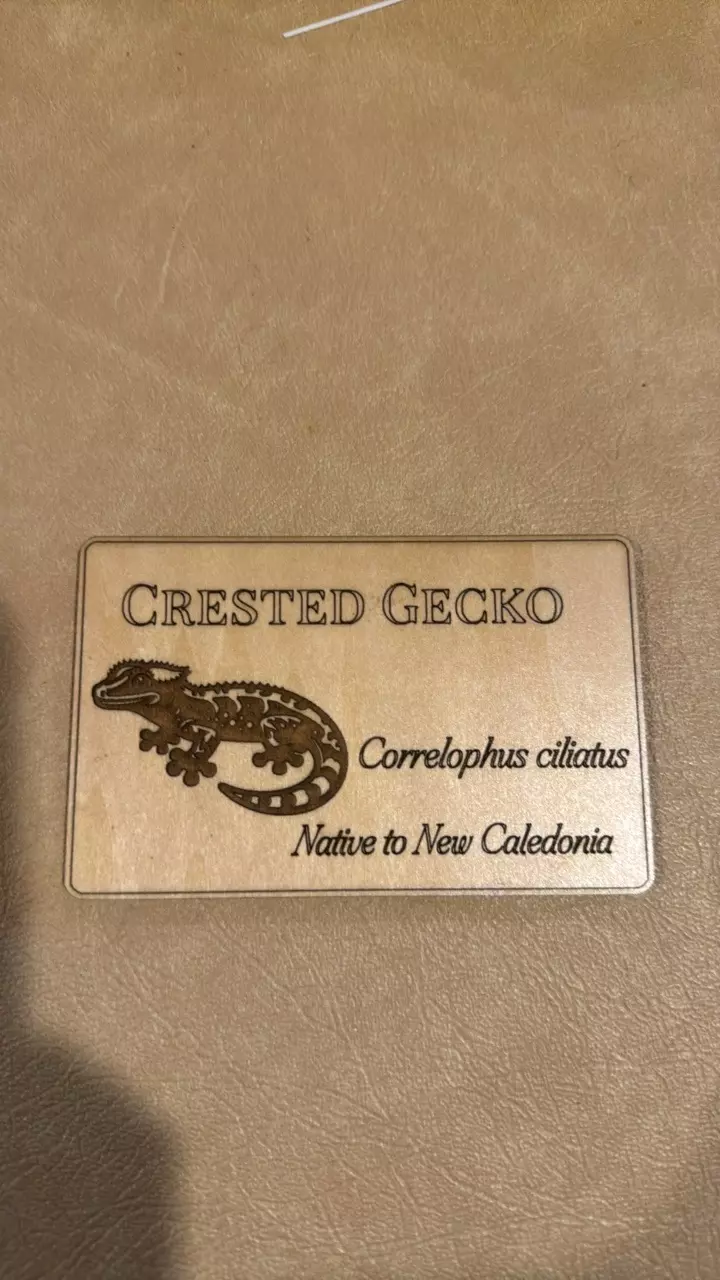 CRESTED GECKO
Correlophus ciliatus
Native to New Caledonia